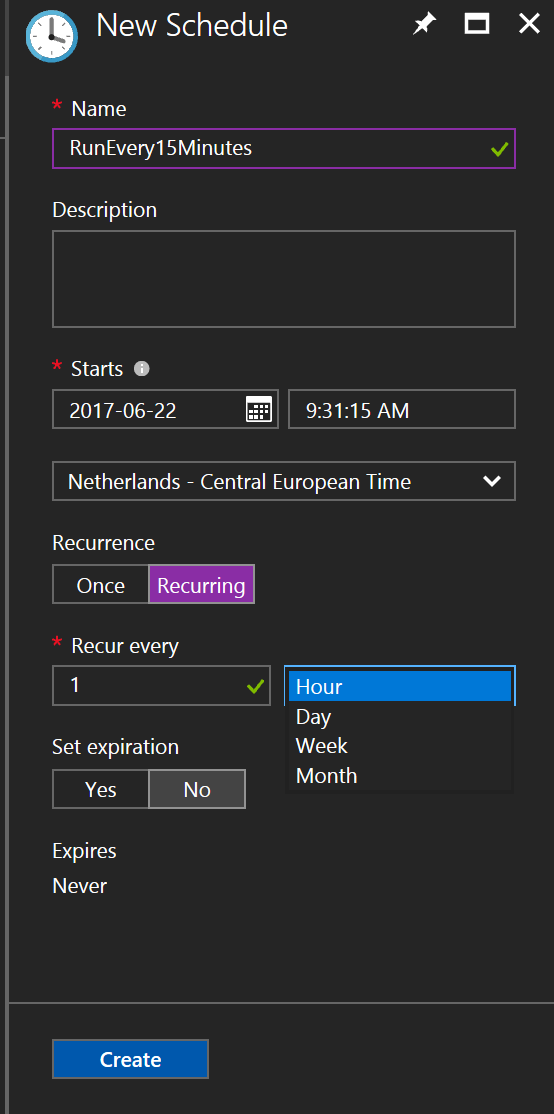 New Schedule
* Name
RunEvery15Minutes
Description
* Starts
2017-06-22 9:31:15 AM
Netherlands - Central European Time
Recurrence
Once Recurring
* Recur every
1 Hour
Day
Week
Month
Set expiration
Yes No
Expires
Never
Create